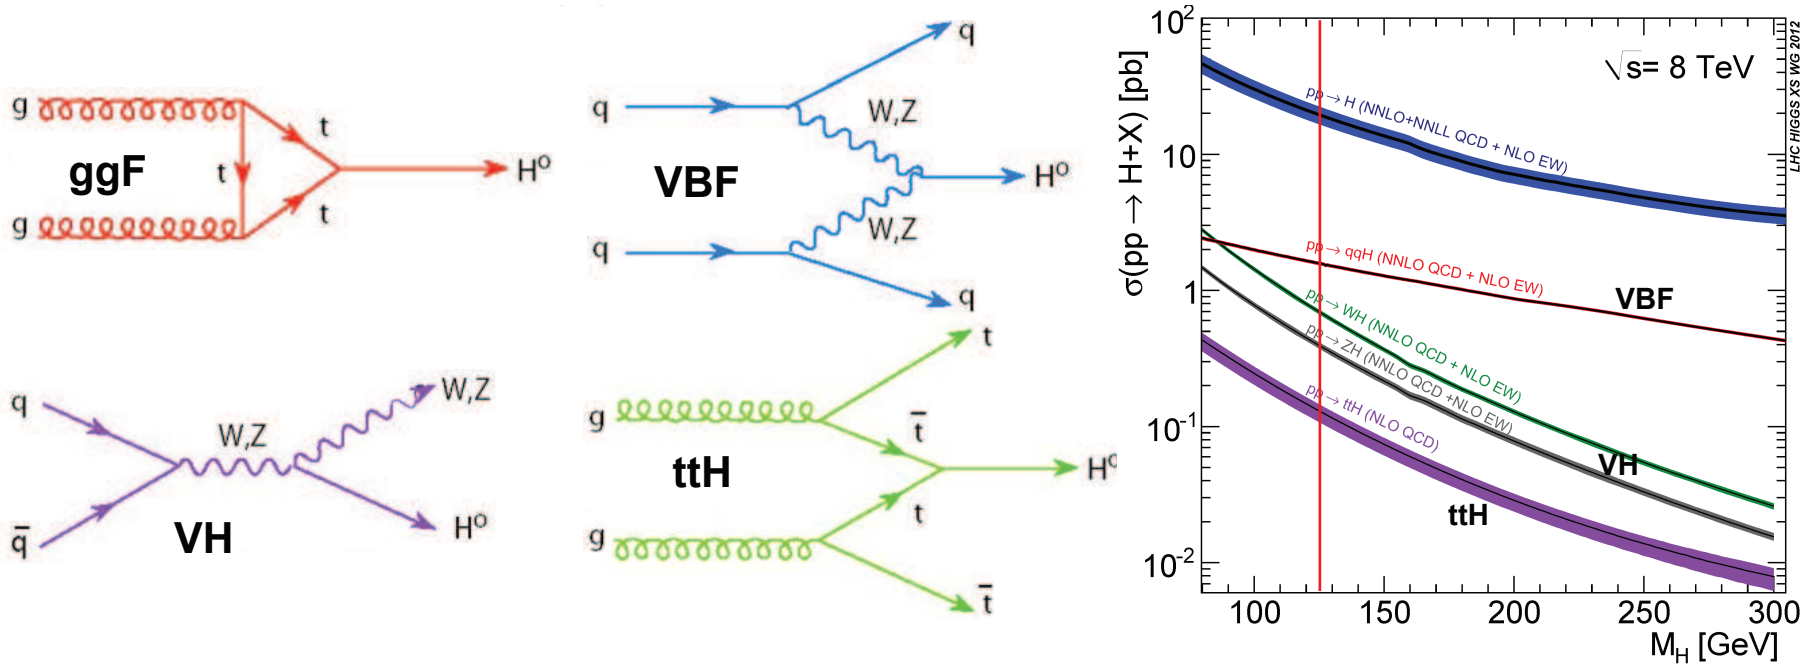 g
t
ggF
t
H⁰
g
t
q
q
W,Z
VBF
H⁰
W,Z
q
q
q
W,Z
W,Z
q̅
VH
H⁰
t
g
t̅
ttH
H⁰
g
t
t̅
σ(pp → H+X) [pb]
10²
10
1
10⁻¹
10⁻²
√s= 8 TeV
LHC HIGGS XS WG 2012
pp → H (NNLO+NNLL QCD + NLO EW)
pp → qqH (NNLO QCD + NLO EW)
VBF
pp → WH (NNLO QCD + NLO EW)
pp → ZH (NNLO QCD +NLO EW)
VH
pp → ttH (NLO QCD)
ttH
100 150 200 250 300
M_H [GeV]